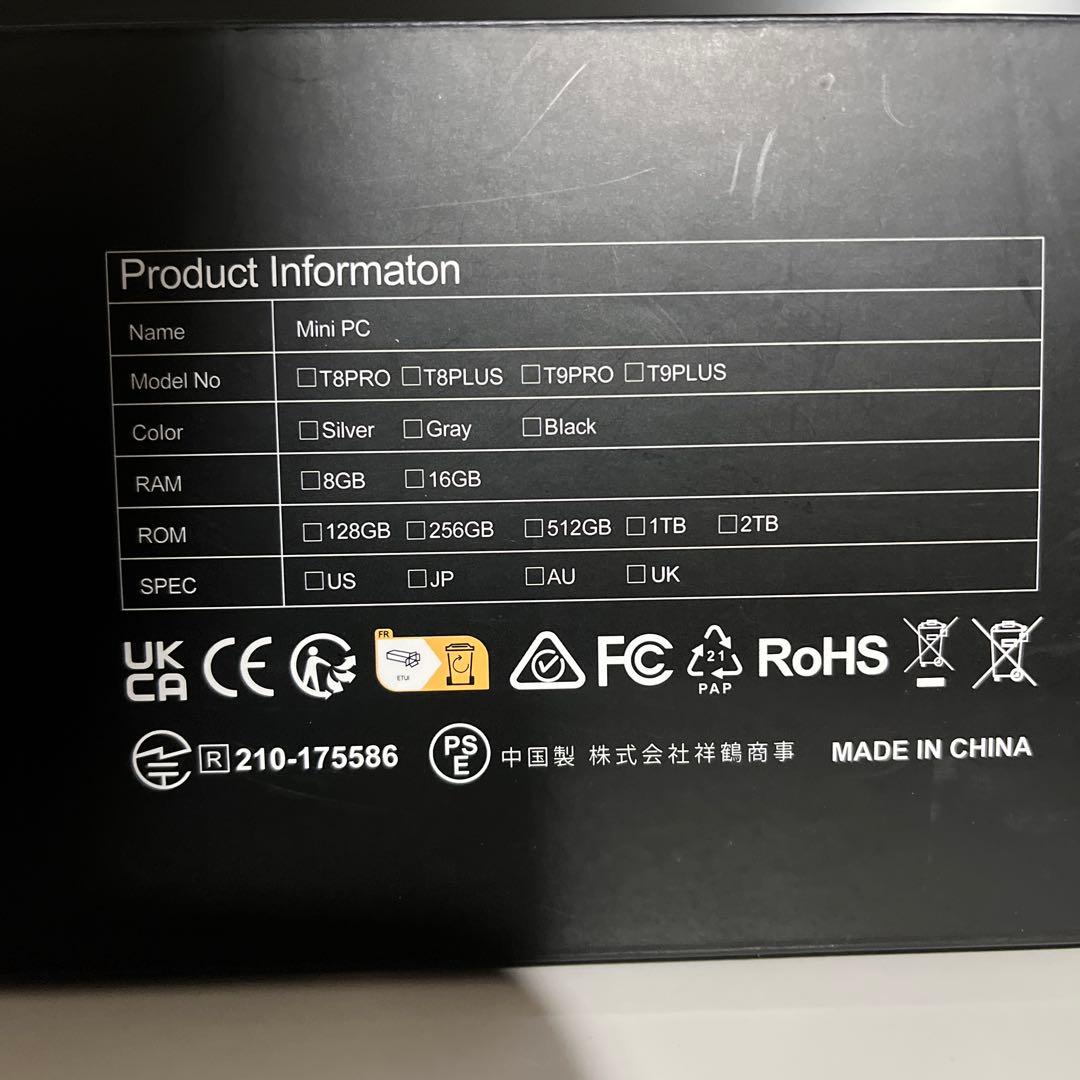 Product Informaton
Name Mini PC
Model No ☐T8PRO ☐T8PLUS ☐T9PRO ☐T9PLUS
Color ☐Silver ☐Gray ☐Black
RAM ☐8GB ☐16GB
ROM ☐128GB ☐256GB ☐512GB ☐1TB ☐2TB
SPEC ☐US ☐JP ☐AU ☐UK
UK CA CE FR ETUI FC 21 PAP RoHS
R 210-175586 PSE 中国製 株式会社祥鶴商事 MADE IN CHINA